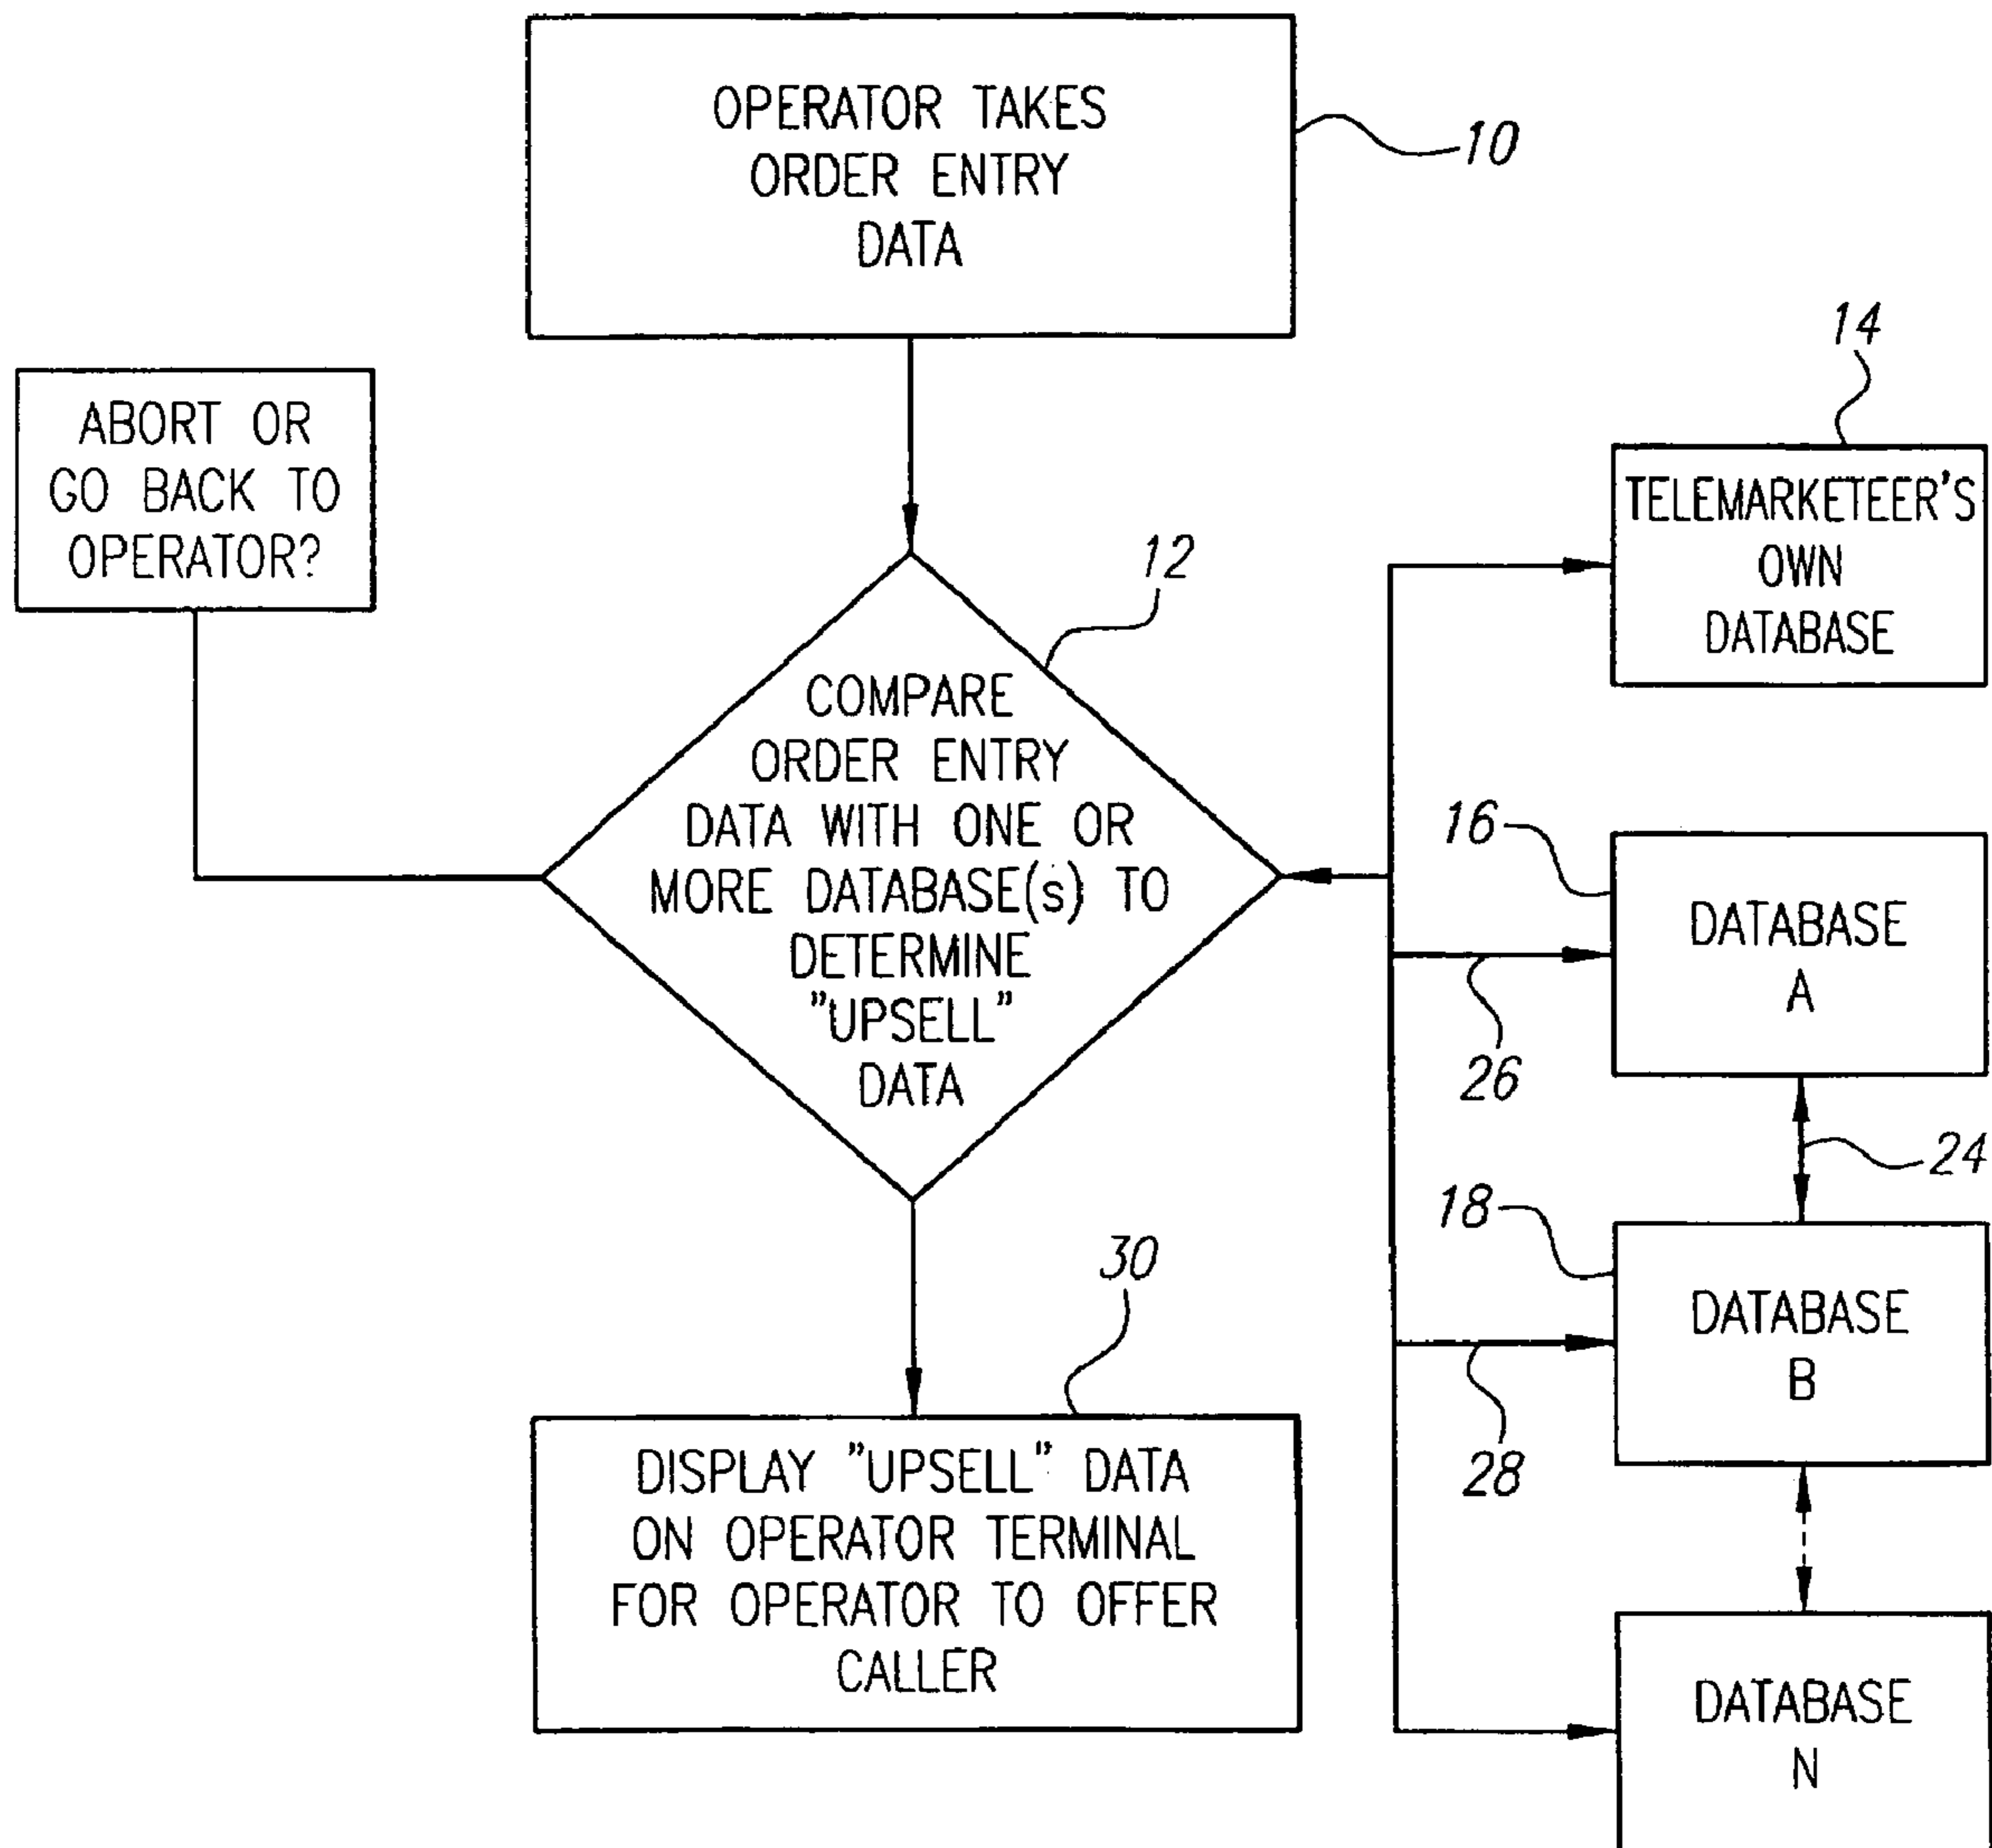 OPERATOR TAKES
ORDER ENTRY
DATA
10
ABORT OR
GO BACK TO
OPERATOR?
12
COMPARE
ORDER ENTRY
DATA WITH ONE OR
MORE DATABASE(s) TO
DETERMINE
"UPSELL"
DATA
14
TELEMARKETEER'S
OWN
DATABASE
16
DATABASE
A
26
24
18
DATABASE
B
28
30
DISPLAY "UPSELL" DATA
ON OPERATOR TERMINAL
FOR OPERATOR TO OFFER
CALLER
DATABASE
N